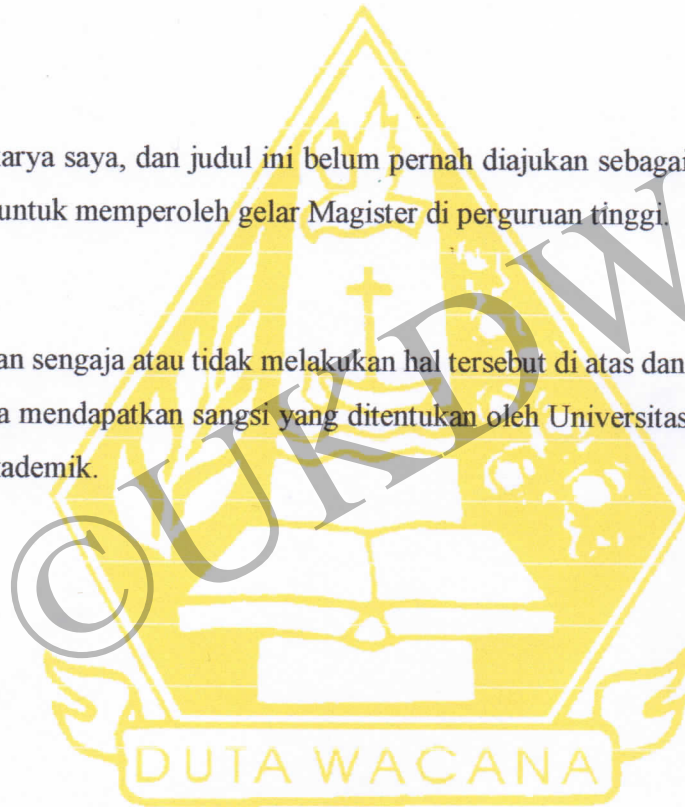 arya saya, dan judul ini belum pernah diajukan sebagai
untuk memperoleh gelar Magister di perguruan tinggi.
an sengaja atau tidak melakukan hal tersebut di atas dan
a mendapatkan sangsi yang ditentukan oleh Universitas
ademik.
©UKDW
DUTA WACANA